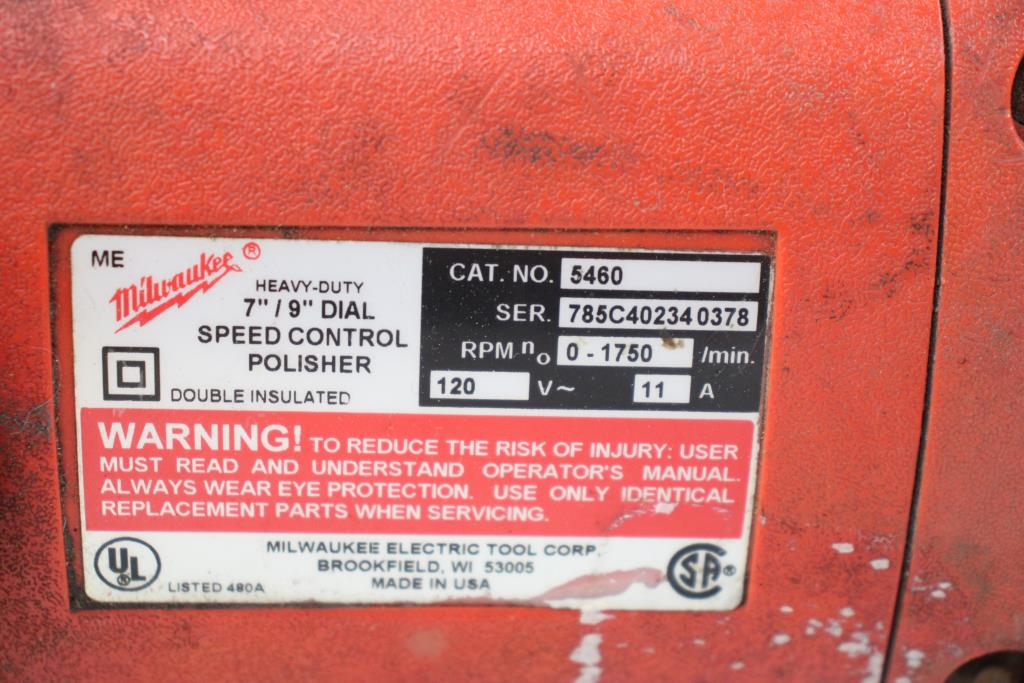 ME
Milwaukee®
HEAVY-DUTY
7" / 9" DIAL
SPEED CONTROL
POLISHER
DOUBLE INSULATED
CAT. NO. 5460
SER. 785C402340378
RPM no 0 - 1750 /min.
120 V~ 11 A
WARNING! TO REDUCE THE RISK OF INJURY: USER
MUST READ AND UNDERSTAND OPERATOR'S MANUAL.
ALWAYS WEAR EYE PROTECTION. USE ONLY IDENTICAL
REPLACEMENT PARTS WHEN SERVICING.
UL®
LISTED 480A
MILWAUKEE ELECTRIC TOOL CORP.
BROOKFIELD, WI 53005
MADE IN USA
SA®